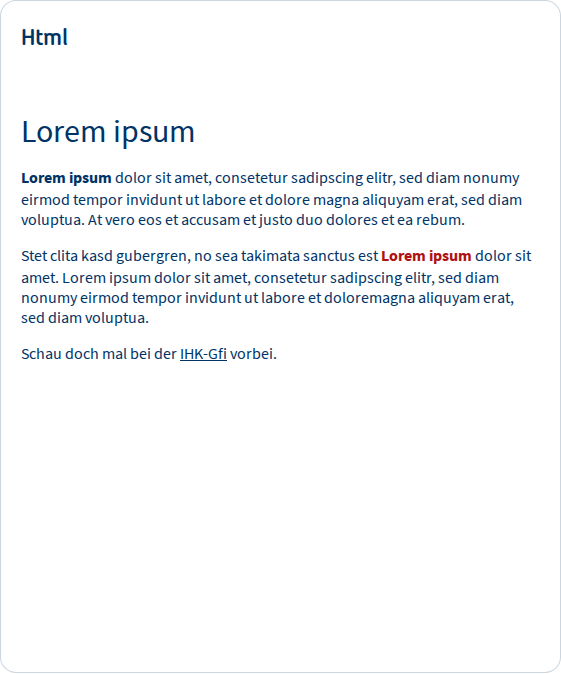 Html
Lorem ipsum
Lorem ipsum dolor sit amet, consetetur sadipscing elitr, sed diam nonumy
eirmod tempor invidunt ut labore et dolore magna aliquyam erat, sed diam
voluptua. At vero eos et accusam et justo duo dolores et ea rebum.
Stet clita kasd gubergren, no sea takimata sanctus est Lorem ipsum dolor sit
amet. Lorem ipsum dolor sit amet, consetetur sadipscing elitr, sed diam
nonumy eirmod tempor invidunt ut labore et doloremagna aliquyam erat,
sed diam voluptua.
Schau doch mal bei der IHK-Gfi vorbei.